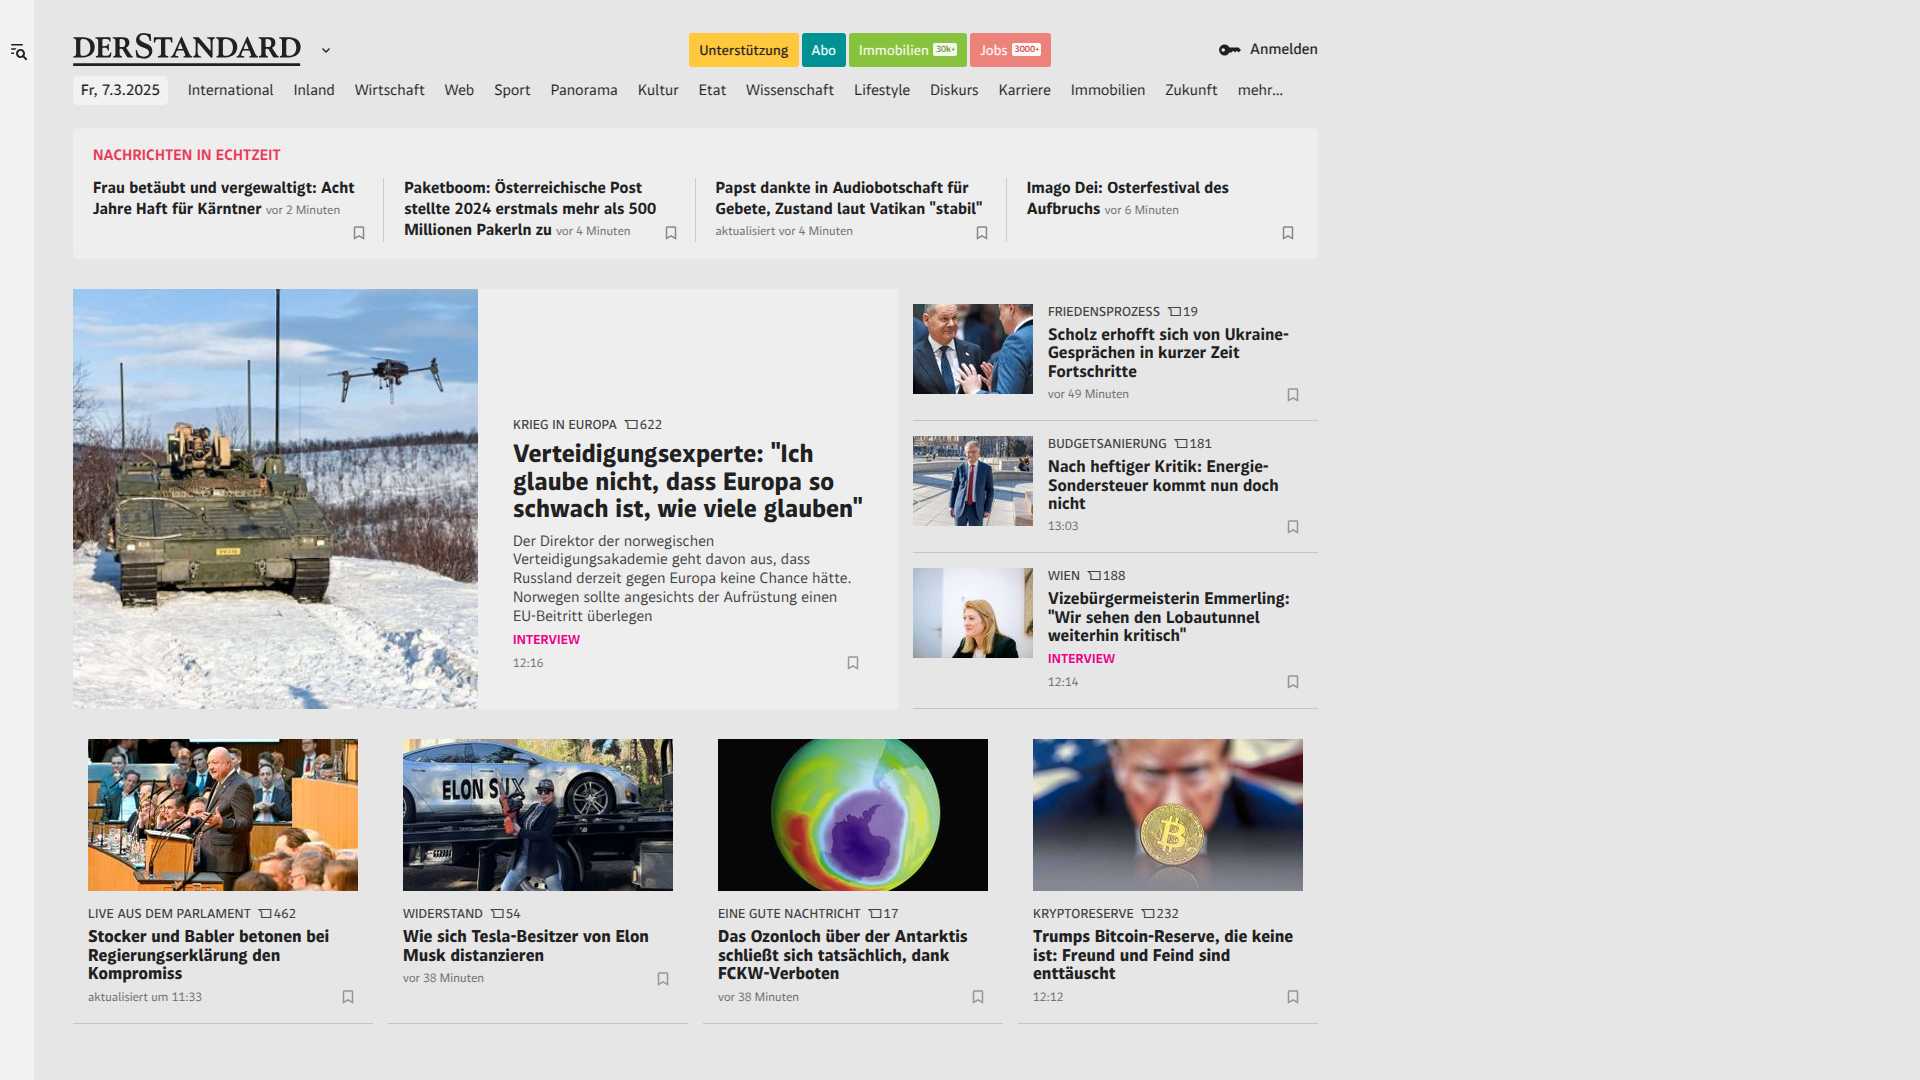 DERSTANDARD
Unterstützung
Abo
Immobilien 30k+
Jobs 3000+
Anmelden
Fr, 7.3.2025
International
Inland
Wirtschaft
Web
Sport
Panorama
Kultur
Etat
Wissenschaft
Lifestyle
Diskurs
Karriere
Immobilien
Zukunft
mehr...
NACHRICHTEN IN ECHTZEIT
Frau betäubt und vergewaltigt: Acht
Jahre Haft für Kärntner vor 2 Minuten
Paketboom: Österreichische Post
stellte 2024 erstmals mehr als 500
Millionen Pakerln zu vor 4 Minuten
Papst dankte in Audiobotschaft für
Gebete, Zustand laut Vatikan "stabil"
aktualisiert vor 4 Minuten
Imago Dei: Osterfestival des
Aufbruchs vor 6 Minuten
KRIEG IN EUROPA 622
Verteidigungsexperte: "Ich
glaube nicht, dass Europa so
schwach ist, wie viele glauben"
Der Direktor der norwegischen
Verteidigungsakademie geht davon aus, dass
Russland derzeit gegen Europa keine Chance hätte.
Norwegen sollte angesichts der Aufrüstung einen
EU-Beitritt überlegen
INTERVIEW
12:16
FRIEDENSPROZESS 19
Scholz erhofft sich von Ukraine-
Gesprächen in kurzer Zeit
Fortschritte
vor 49 Minuten
BUDGETSANIERUNG 181
Nach heftiger Kritik: Energie-
Sondersteuer kommt nun doch
nicht
13:03
WIEN 188
Vizebürgermeisterin Emmerling:
"Wir sehen den Lobautunnel
weiterhin kritisch"
INTERVIEW
12:14
LIVE AUS DEM PARLAMENT 462
Stocker und Babler betonen bei
Regierungserklärung den
Kompromiss
aktualisiert um 11:33
ELON SUX
WIDERSTAND 54
Wie sich Tesla-Besitzer von Elon
Musk distanzieren
vor 38 Minuten
EINE GUTE NACHTRICHT 17
Das Ozonloch über der Antarktis
schließt sich tatsächlich, dank
FCKW-Verboten
vor 38 Minuten
KRYPTORESERVE 232
Trumps Bitcoin-Reserve, die keine
ist: Freund und Feind sind
enttäuscht
12:12